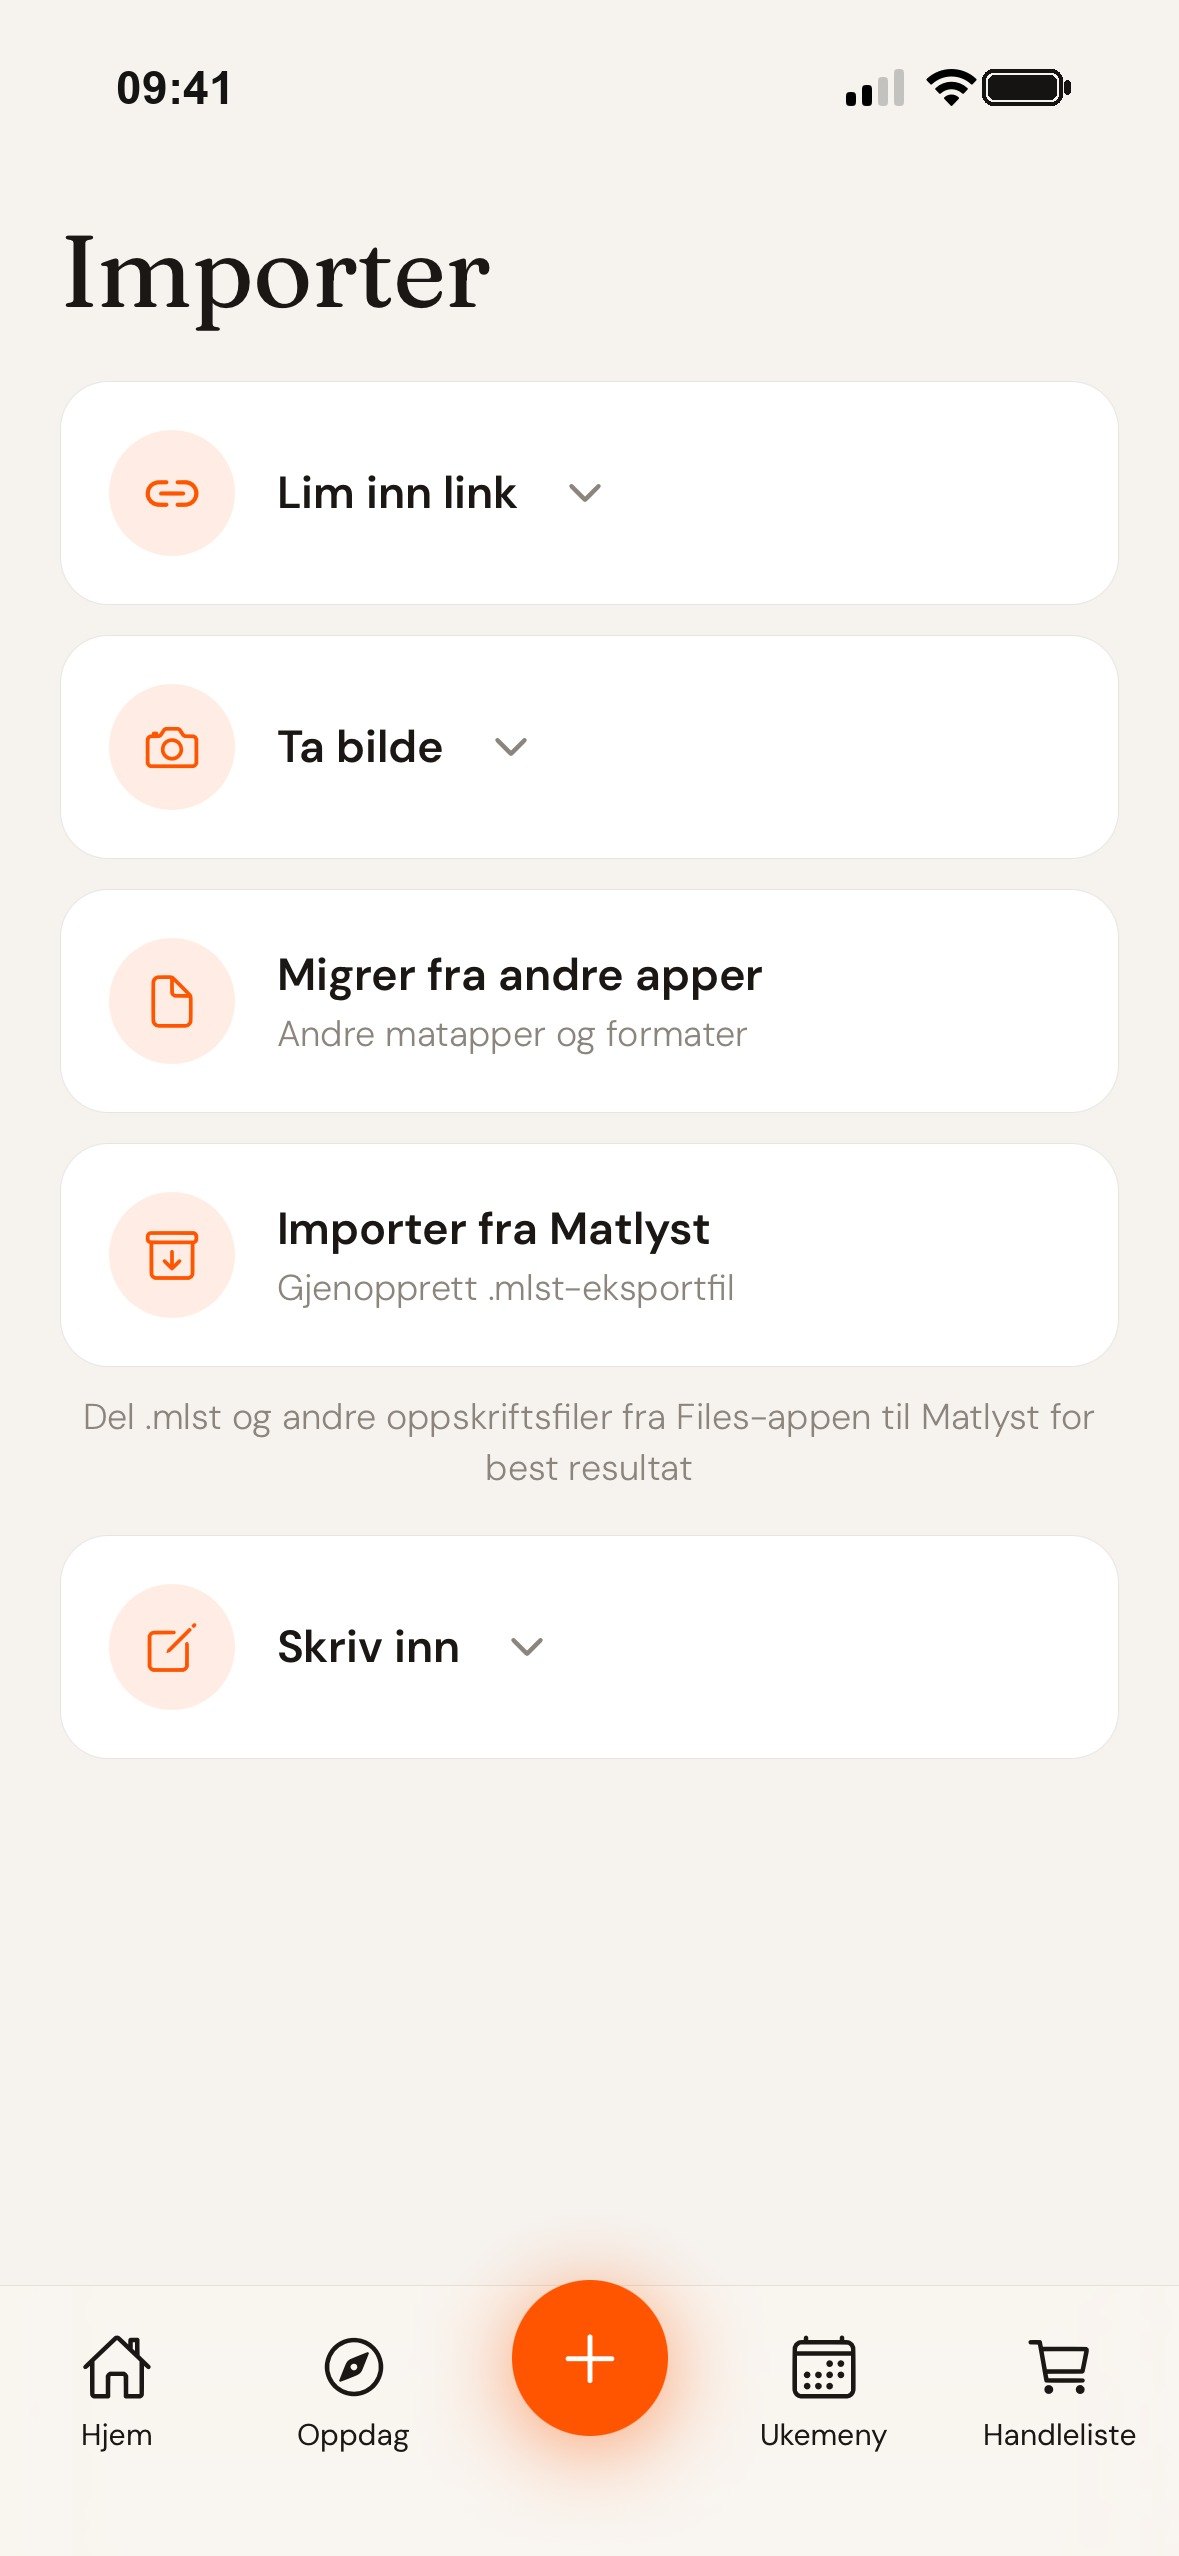 09:41
Importer
Lim inn link
Ta bilde
Migrer fra andre apper
Andre matapper og formater
Importer fra Matlyst
Gjenopprett .mlst-eksportfil
Del .mlst og andre oppskriftsfiler fra Files-appen til Matlyst for
best resultat
Skriv inn
Hjem
Oppdag
Ukemeny
Handleliste